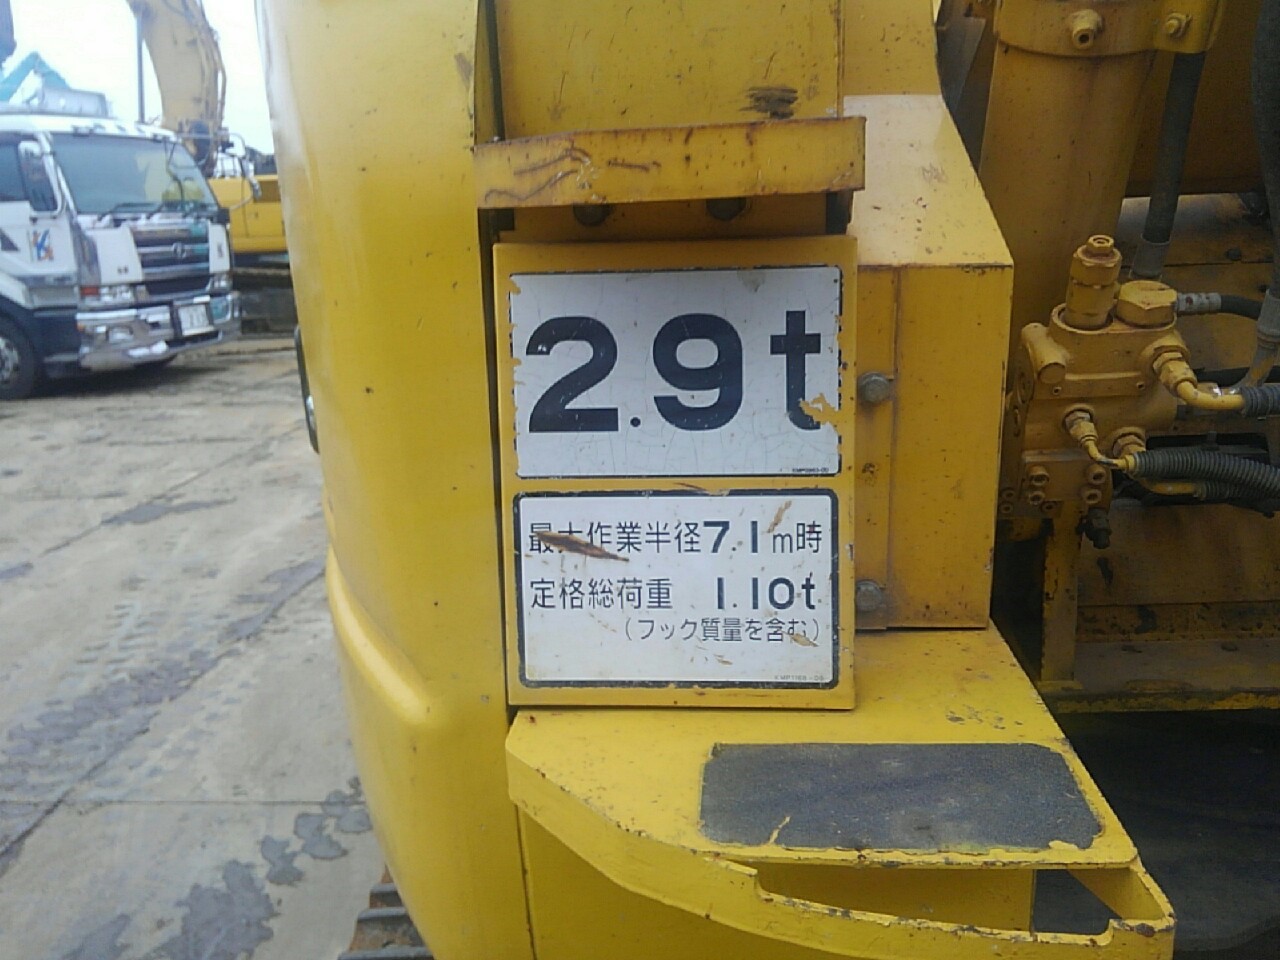 2.9t
最大作業半径7.1m時
定格総荷重 1.10t
(フック質量を含む)